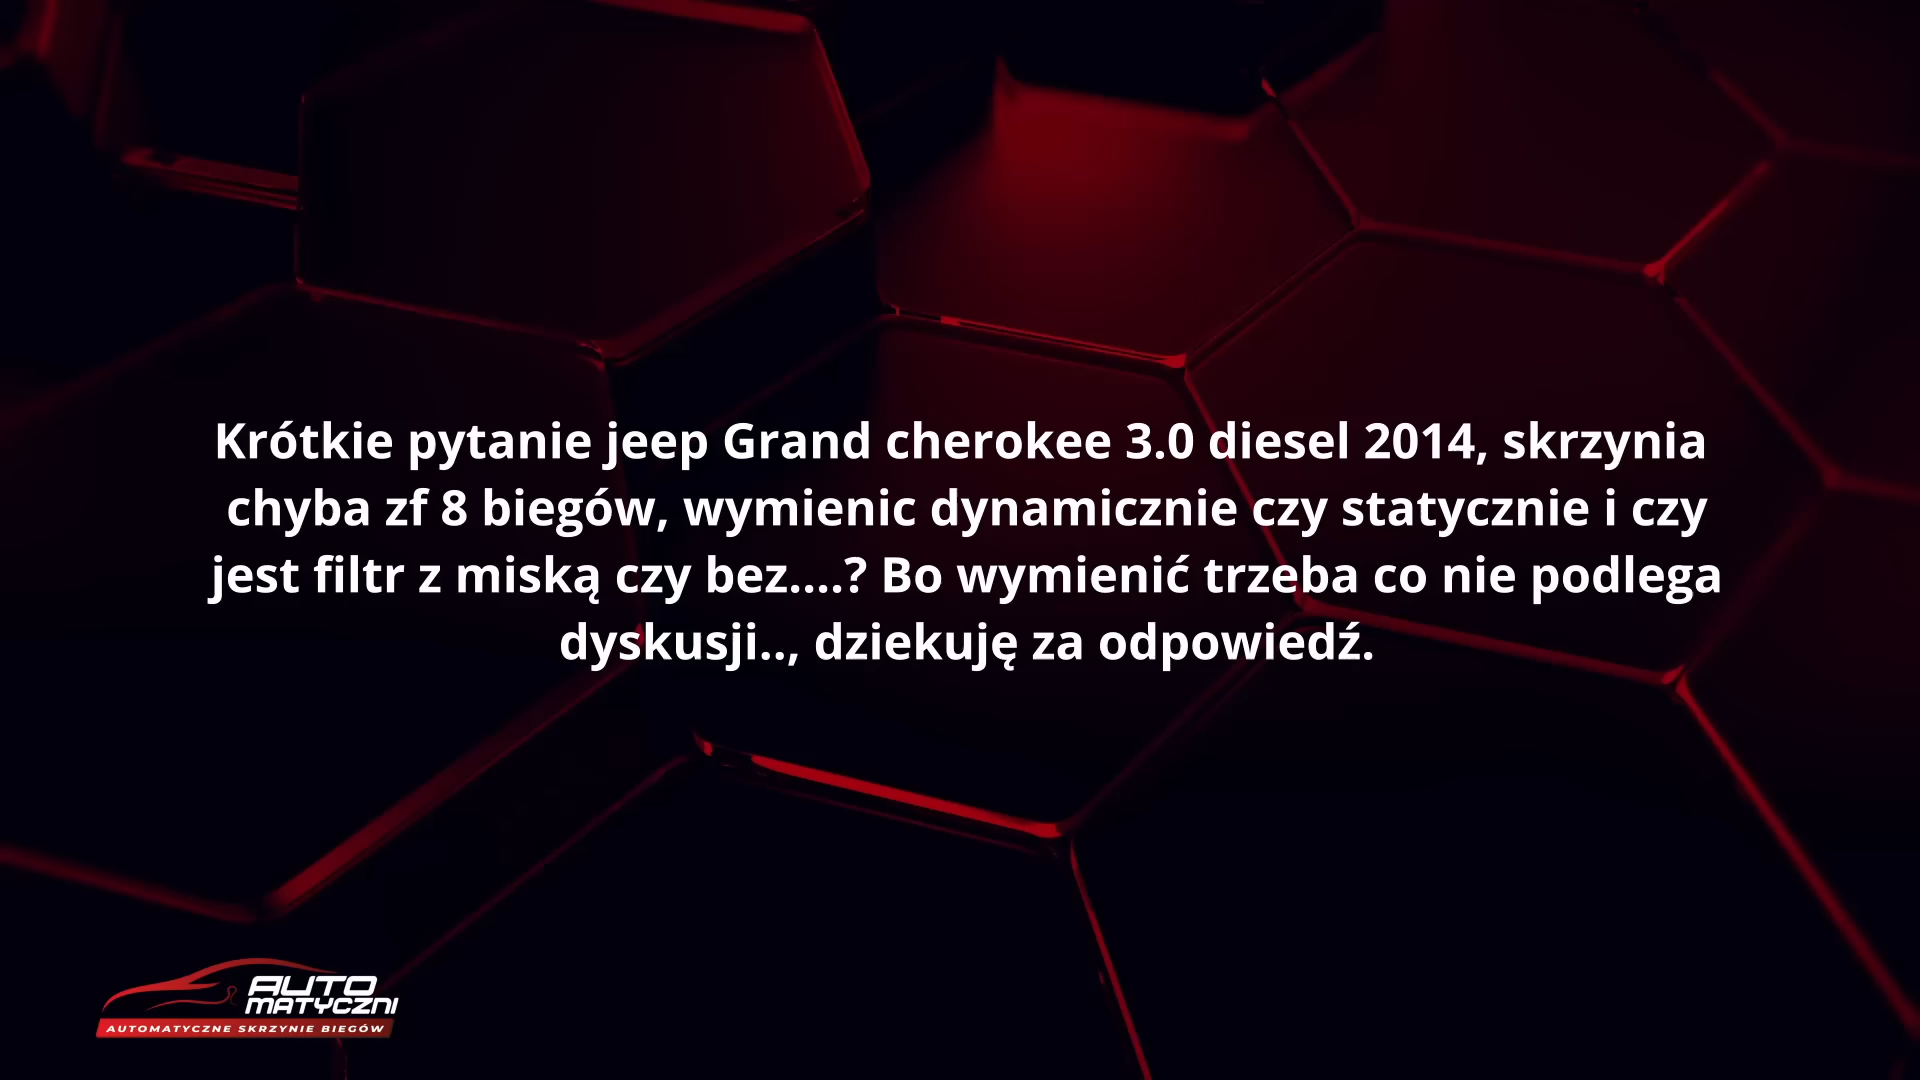 Krótkie pytanie jeep Grand cherokee 3.0 diesel 2014, skrzynia
chyba zf 8 biegów, wymienic dynamicznie czy statycznie i czy
jest filtr z miską czy bez....? Bo wymienić trzeba co nie podlega
dyskusji.., dziekuję za odpowiedź.
AUTO
MATYCZNI
AUTOMATYCZNE SKRZYNIE BIEGÓW